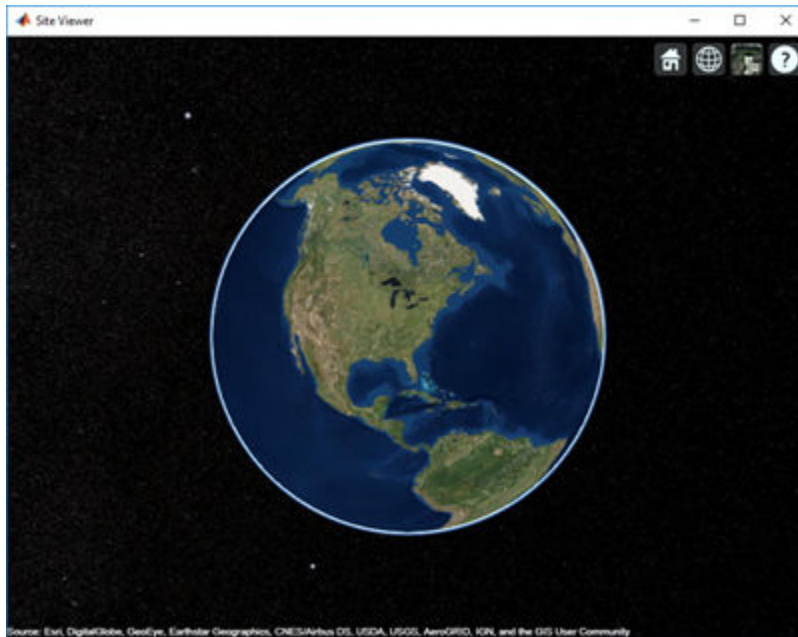 Site Viewer
?
Source: Esri, DigitalGlobe, GeoEye, Earthstar Geographics, CNES/Airbus DS, USDA, USGS, AeroGRID, IGN, and the GIS User Community